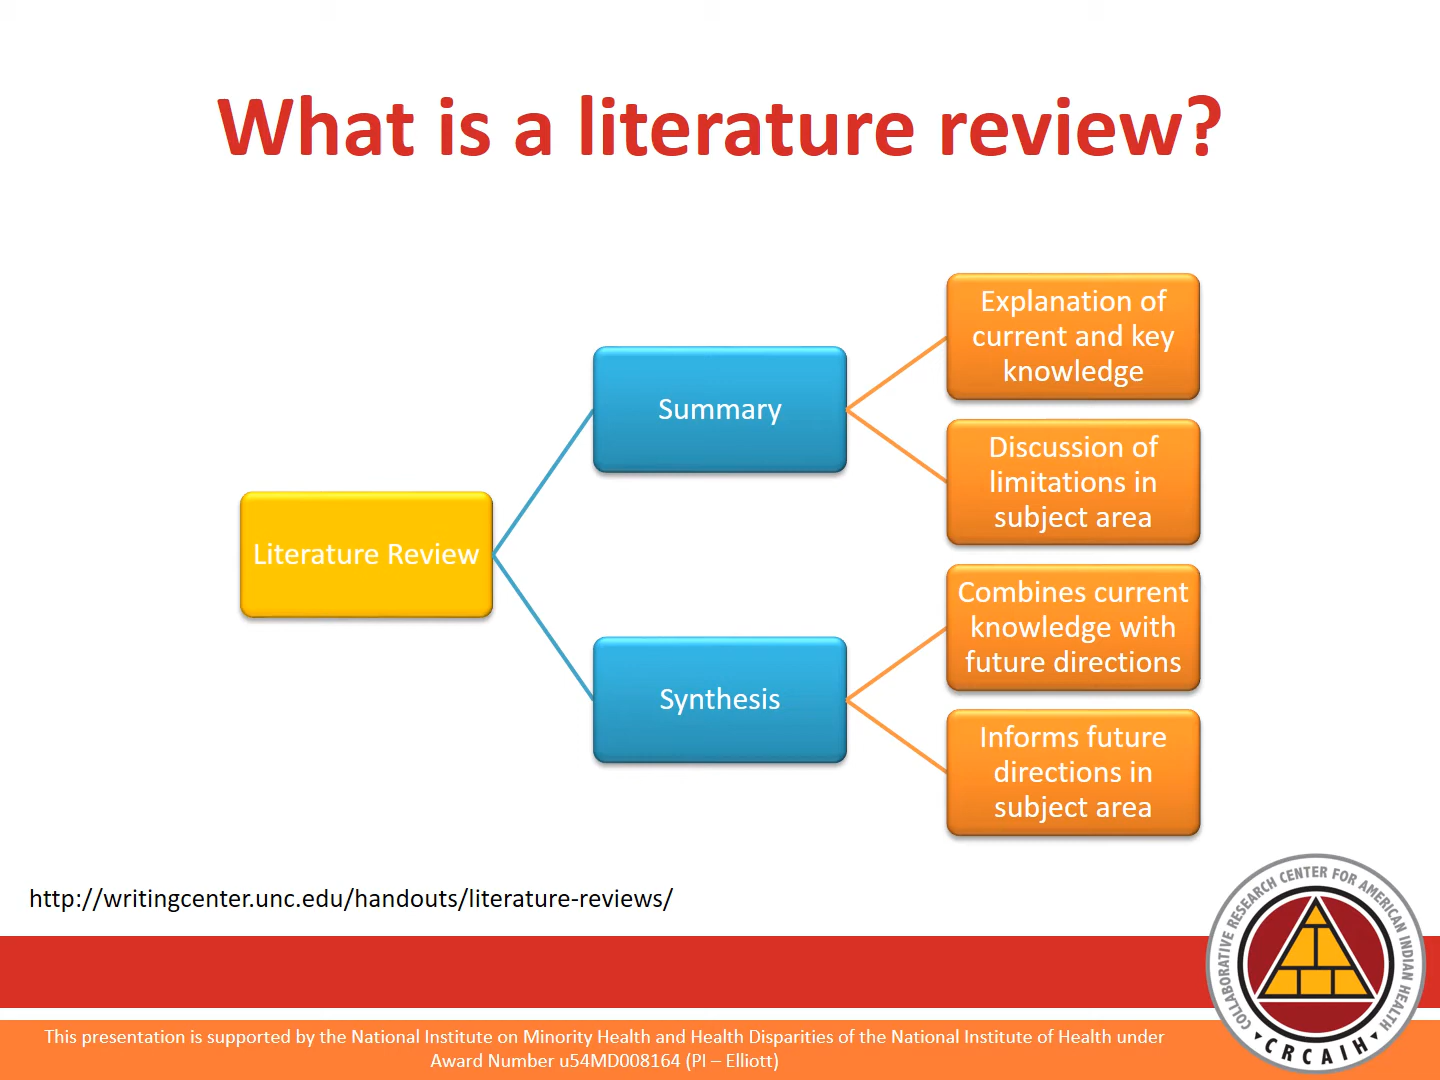 What is a literature review?
Literature Review
Summary
Synthesis
Explanation of
current and key
knowledge
Discussion of
limitations in
subject area
Combines current
knowledge with
future directions
Informs future
directions in
subject area
http://writingcenter.unc.edu/handouts/literature-reviews/
COLLABORATIVE RESEARCH CENTER FOR AMERICAN INDIAN HEALTH
CRCAIH
This presentation is supported by the National Institute on Minority Health and Health Disparities of the National Institute of Health under
Award Number u54MD008164 (PI – Elliott)